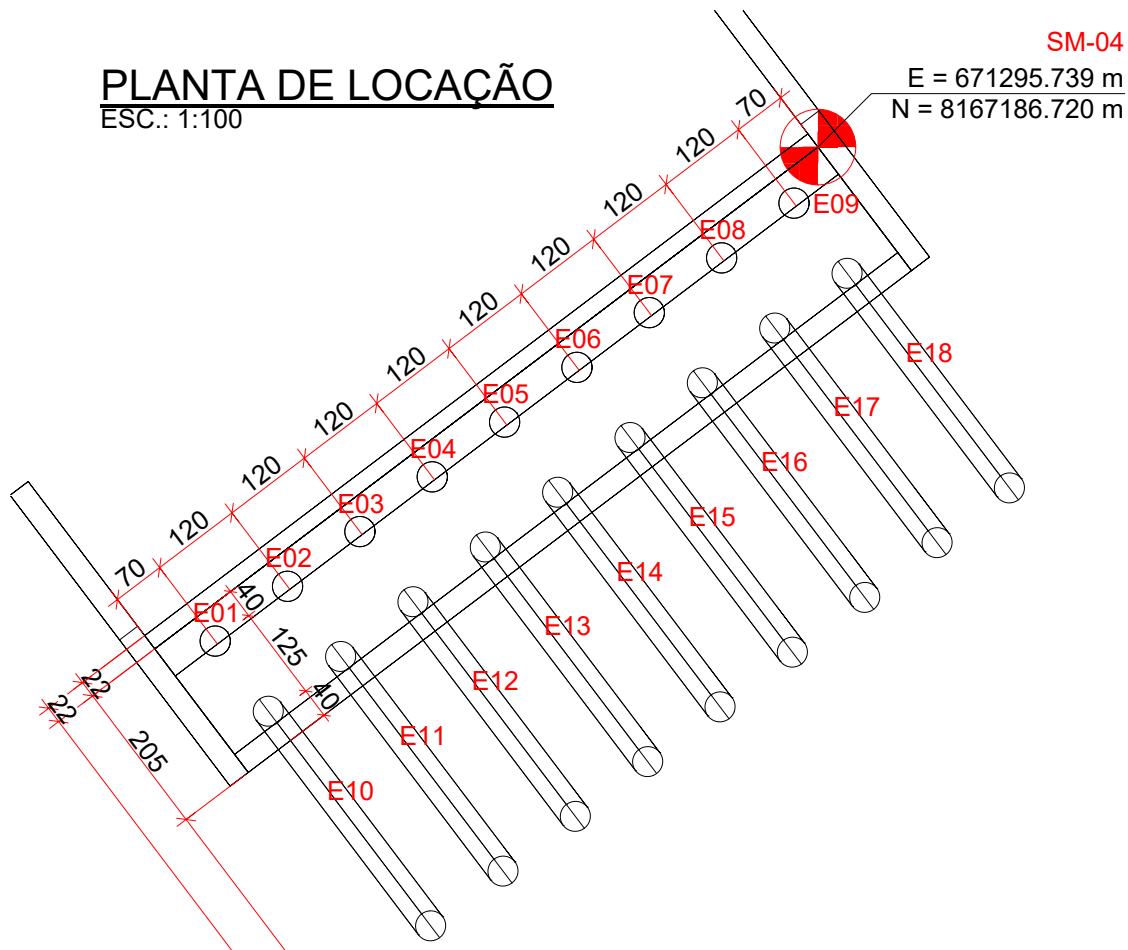 PLANTA DE LOCAÇÃO
ESC.: 1:100
SM-04
E = 671295.739 m
N = 8167186.720 m
70
120
120
120
120
120
120
120
120
70
E09
E08
E07
E06
E05
E04
E03
E02
E01
40
125
40
22
22
205
E18
E17
E16
E15
E14
E13
E12
E11
E10